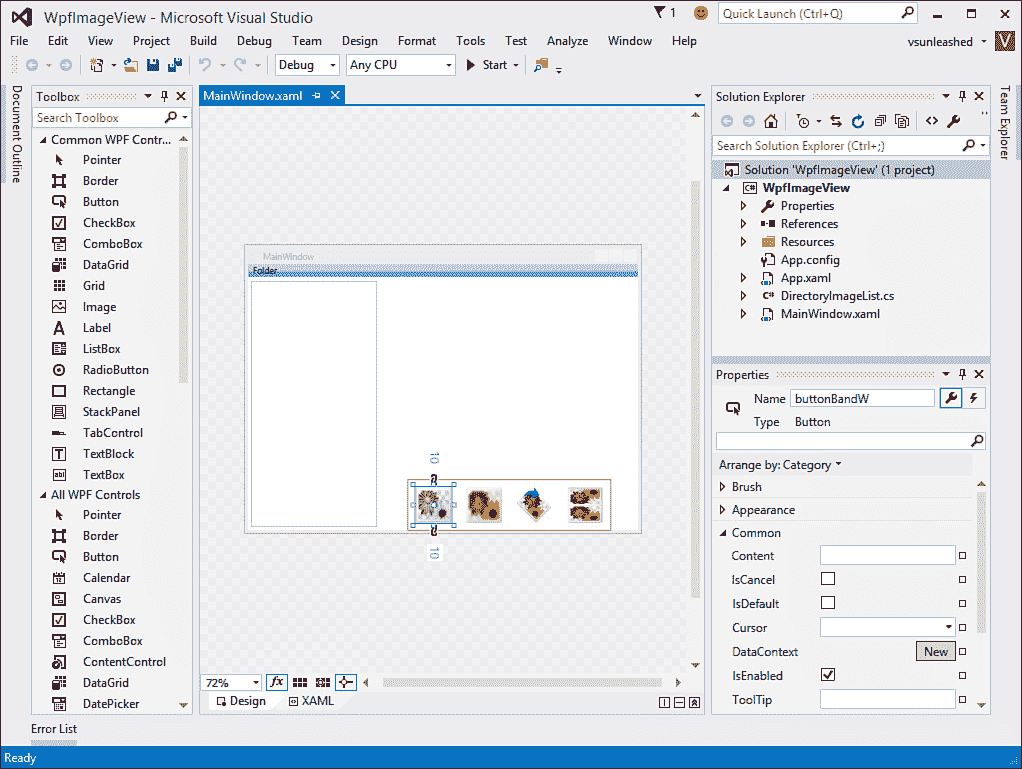 WpfImageView - Microsoft Visual Studio
1
Quick Launch (Ctrl+Q)
File Edit View Project Build Debug Team Design Format Tools Test Analyze Window Help
vsunleashed
V
Debug
Any CPU
Start
Document Outline
Toolbox
Search Toolbox
Common WPF Contr...
Pointer
Border
Button
CheckBox
ComboBox
DataGrid
Grid
Image
Label
ListBox
RadioButton
Rectangle
StackPanel
TabControl
TextBlock
TextBox
All WPF Controls
Pointer
Border
Button
Calendar
Canvas
CheckBox
ComboBox
ContentControl
DataGrid
DatePicker
MainWindow.xaml
MainWindow
Folder
10
10
72%
fx
Design
XAML
Solution Explorer
Search Solution Explorer (Ctrl+;)
Solution 'WpfImageView' (1 project)
C# WpfImageView
Properties
References
Resources
App.config
App.xaml
C# DirectoryImageList.cs
MainWindow.xaml
Team Explorer
Properties
Name buttonBandW
Type Button
Arrange by: Category
Brush
Appearance
Common
Content
IsCancel
IsDefault
Cursor
DataContext New
IsEnabled
ToolTip
Error List
Ready